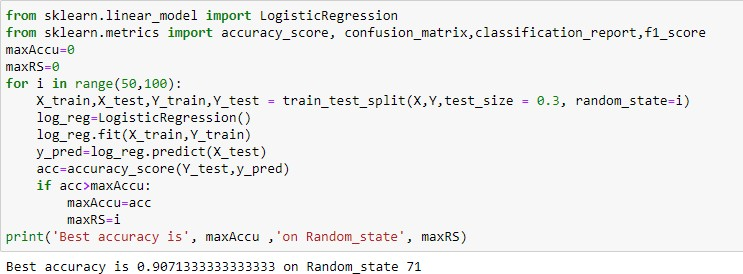 from sklearn.linear_model import LogisticRegression
from sklearn.metrics import accuracy_score, confusion_matrix,classification_report,f1_score
maxAccu=0
maxRS=0
for i in range(50,100):
    X_train,X_test,Y_train,Y_test = train_test_split(X,Y,test_size = 0.3, random_state=i)
    log_reg=LogisticRegression()
    log_reg.fit(X_train,Y_train)
    y_pred=log_reg.predict(X_test)
    acc=accuracy_score(Y_test,y_pred)
    if acc>maxAccu:
        maxAccu=acc
        maxRS=i
print('Best accuracy is', maxAccu ,'on Random_state', maxRS)
Best accuracy is 0.9071333333333333 on Random_state 71